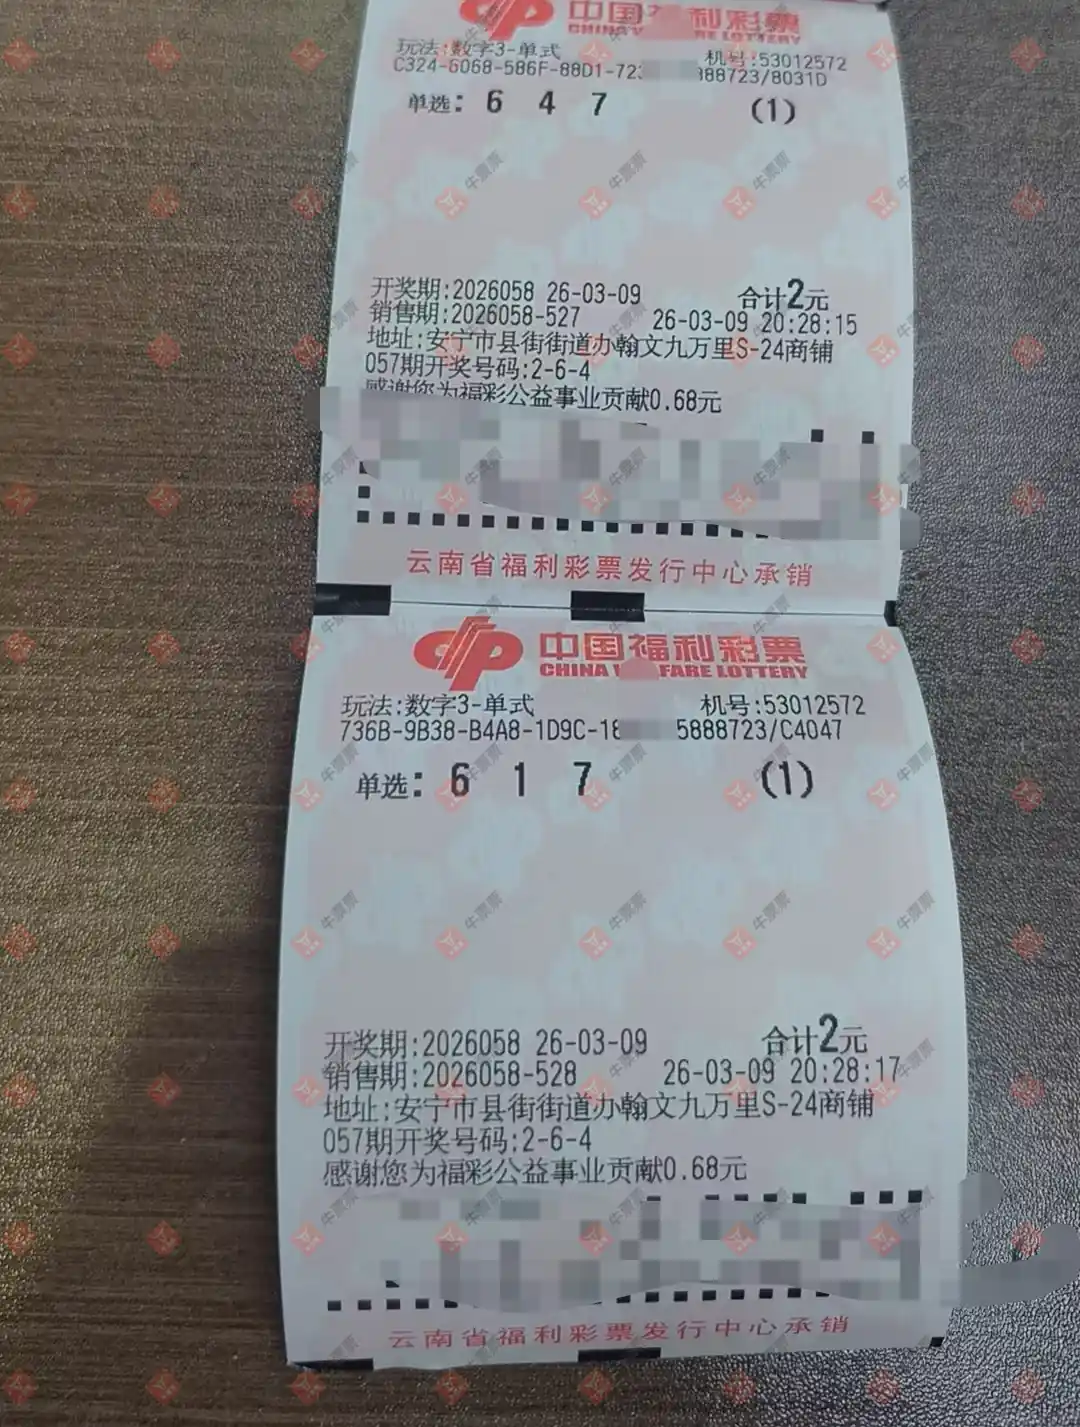 中国福利彩票
CHINA W RE LOTTERY
玩法:数字3-单式 机号:53012572
C324-6068-586F-88D1-723 888723/8031D
单选: 6 4 7 (1)
开奖期:2026058 26-03-09 合计2元
销售期:2026058-527 26-03-09 20:28:15
地址:安宁市县街街道办翰文九万里S-24商铺
057期开奖号码:2-6-4
感谢您为福彩公益事业贡献0.68元
云南省福利彩票发行中心承销
中国福利彩票
CHINA W FARE LOTTERY
玩法:数字3-单式 机号:53012572
736B-9B38-B4A8-1D9C-18 5888723/C4047
单选: 6 1 7 (1)
开奖期:2026058 26-03-09 合计2元
销售期:2026058-528 26-03-09 20:28:17
地址:安宁市县街街道办翰文九万里S-24商铺
057期开奖号码:2-6-4
感谢您为福彩公益事业贡献0.68元
云南省福利彩票发行中心承销
牛票票